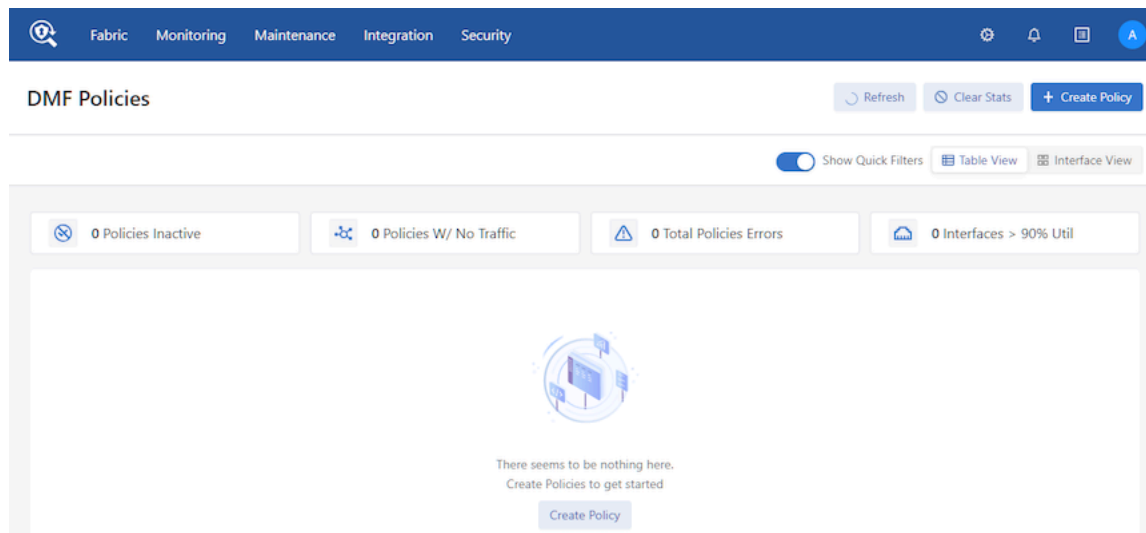 Fabric Monitoring Maintenance Integration Security A
DMF Policies Refresh Clear Stats + Create Policy
Show Quick Filters Table View Interface View
0 Policies Inactive 0 Policies W/ No Traffic 0 Total Policies Errors 0 Interfaces > 90% Util
There seems to be nothing here.
Create Policies to get started
Create Policy